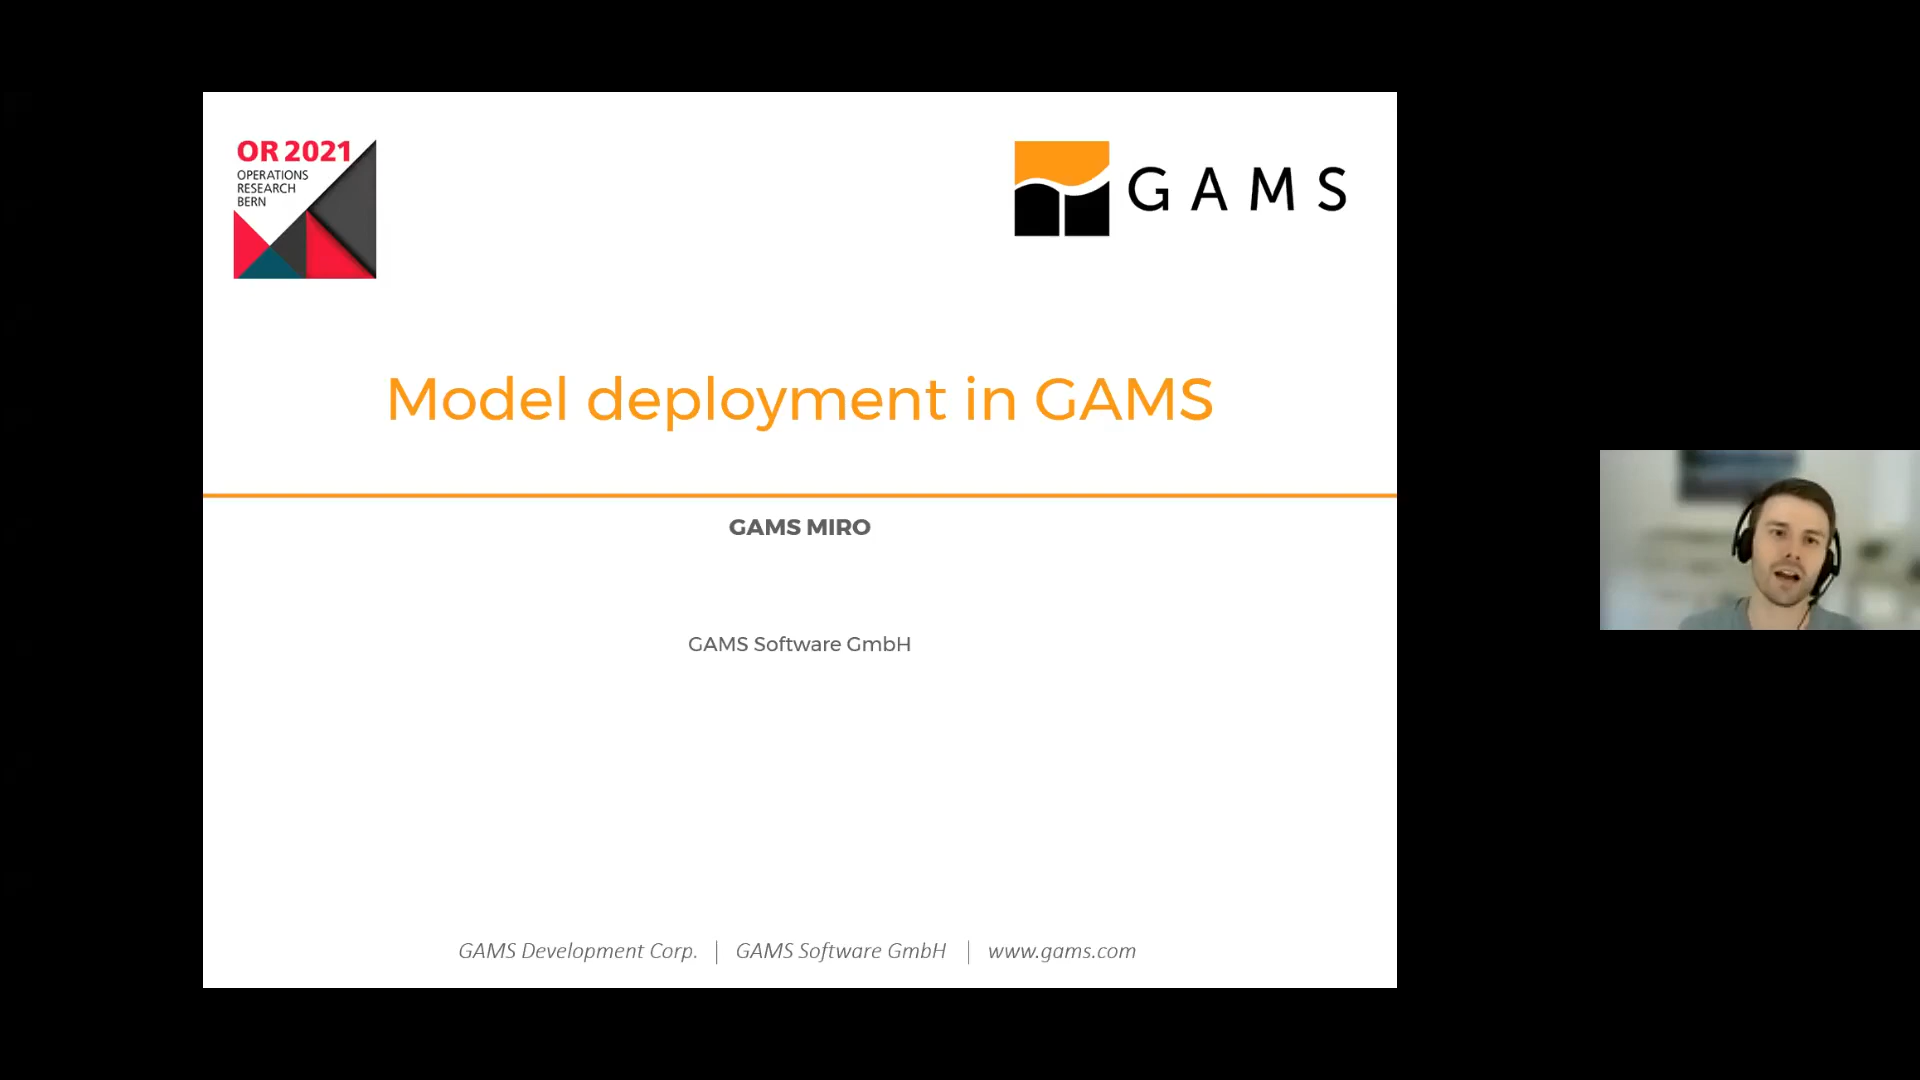 OR 2021
OPERATIONS
RESEARCH
BERN
GAMS
Model deployment in GAMS
GAMS MIRO
GAMS Software GmbH
GAMS Development Corp. | GAMS Software GmbH | www.gams.com